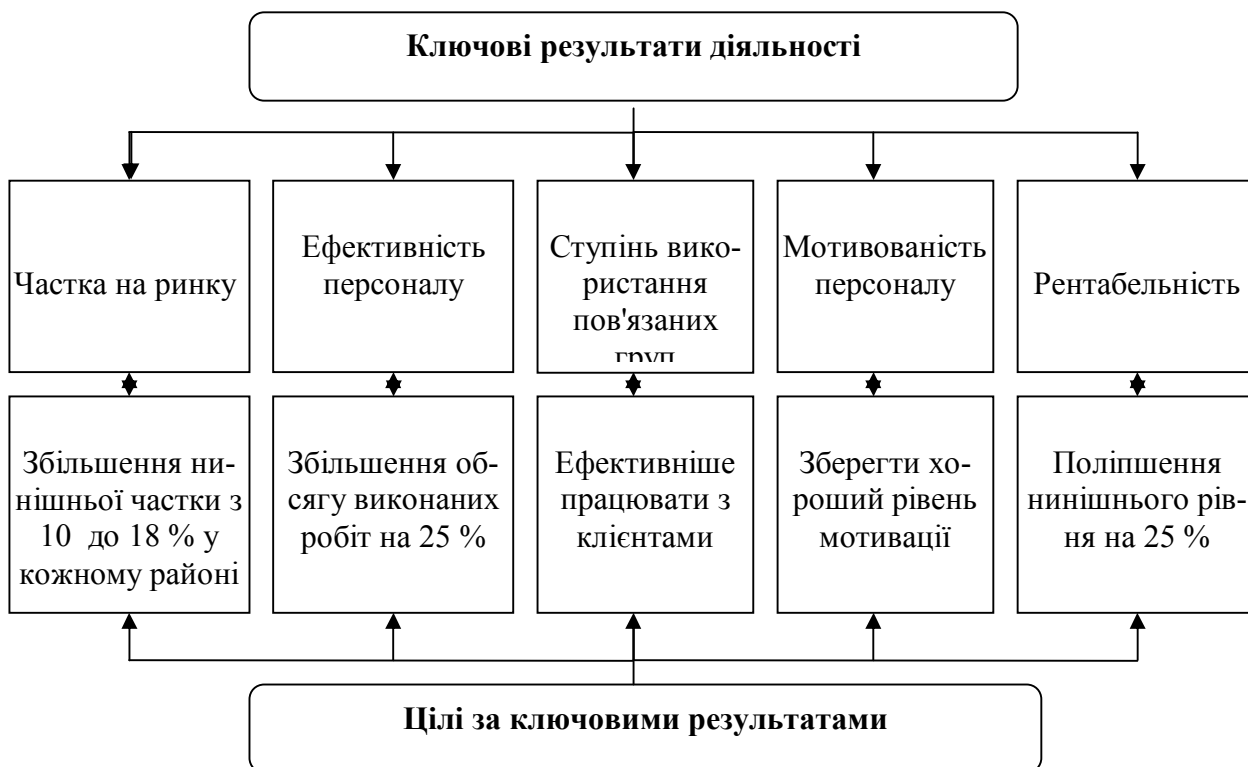 Ключові результати діяльності
Частка на ринку
Ефективність
персоналу
Ступінь вико-
ристання
пов'язаних
груп
Мотивованість
персоналу
Рентабельність
Збільшення ни-
нішньої частки з
10 до 18 % у
кожному районі
Збільшення об-
сягу виконаних
робіт на 25 %
Ефективніше
працювати з
клієнтами
Зберегти хо-
роший рівень
мотивації
Поліпшення
нинішнього рів-
ня на 25 %
Цілі за ключовими результатами